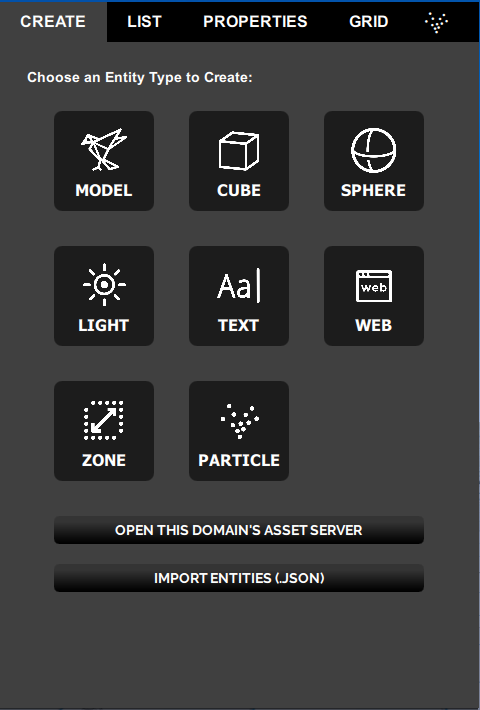 CREATE LIST PROPERTIES GRID
Choose an Entity Type to Create:
MODEL CUBE SPHERE
Aa
web
LIGHT TEXT WEB
ZONE PARTICLE
OPEN THIS DOMAIN'S ASSET SERVER
IMPORT ENTITIES (.JSON)